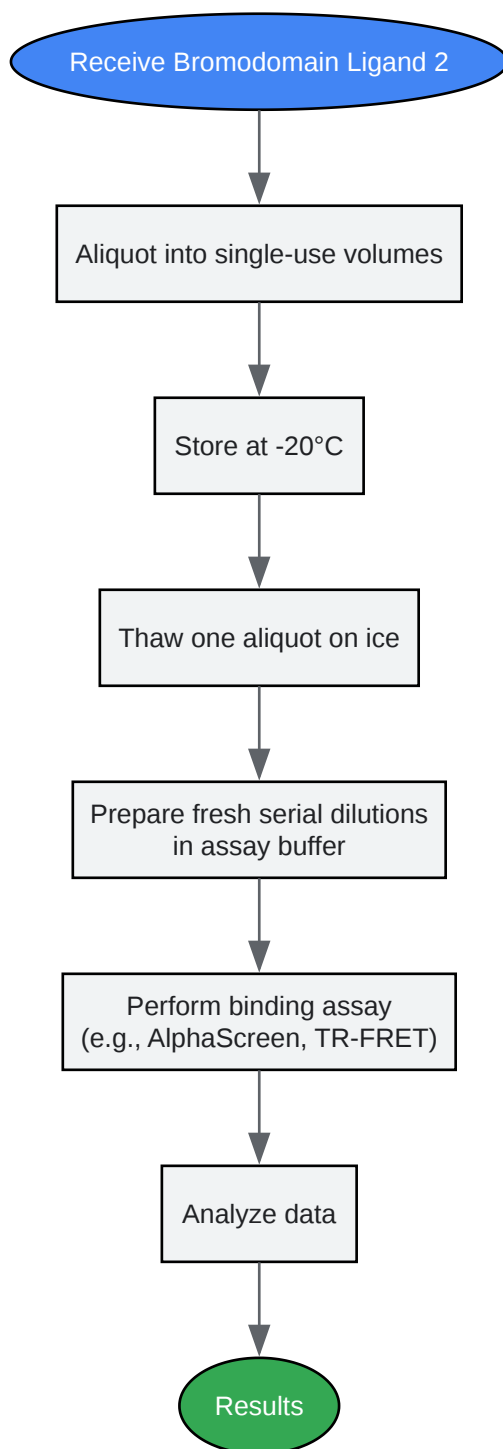 Receive Bromodomain Ligand 2
Aliquot into single-use volumes
Store at -20°C
Thaw one aliquot on ice
Prepare fresh serial dilutions
in assay buffer
Perform binding assay
(e.g., AlphaScreen, TR-FRET)
Analyze data
Results